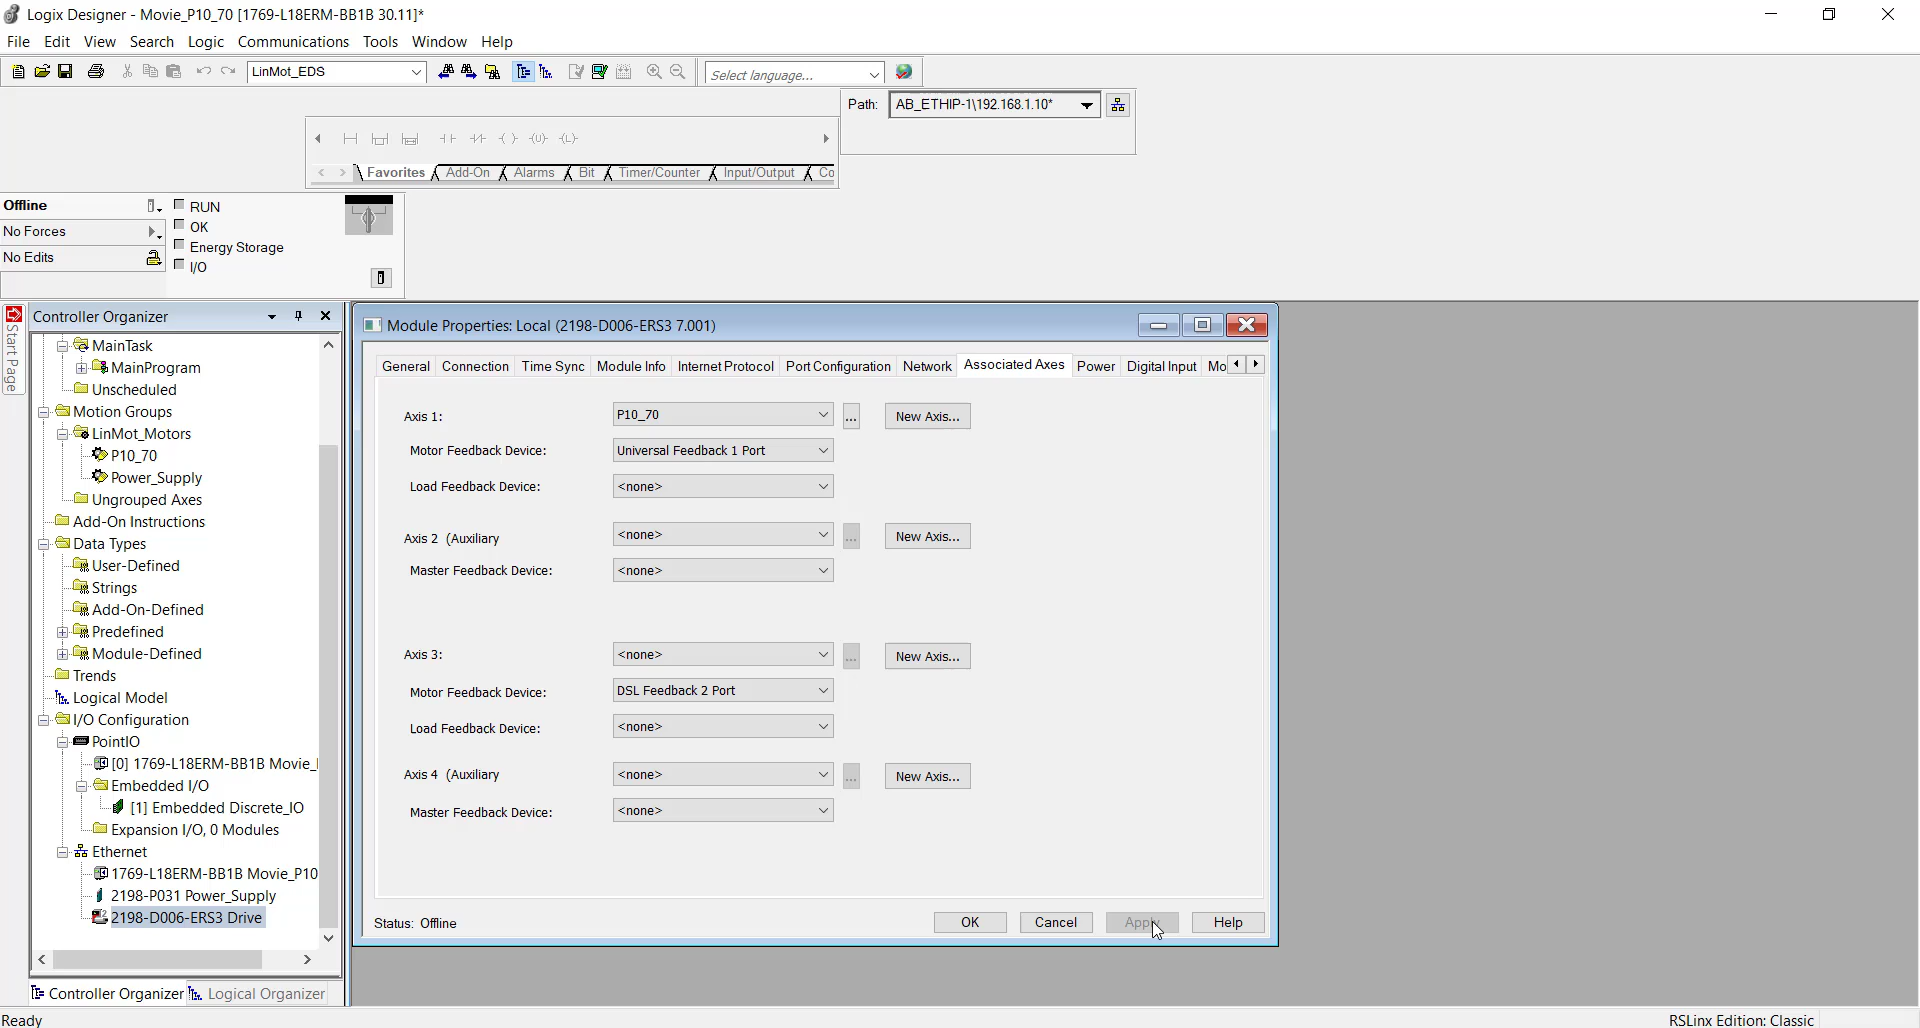 Logix Designer - Movie_P10_70 [1769-L18ERM-BB1B 30.11]*
File Edit View Search Logic Communications Tools Window Help
LinMot_EDS
Select language...
Path: AB_ETHIP-1\192.168.1.10*
Favorites Add-On Alarms Bit Timer/Counter Input/Output Co
Offline
RUN
No Forces
OK
Energy Storage
No Edits
I/O
Start Page
Controller Organizer
MainTask
MainProgram
Unscheduled
Motion Groups
LinMot_Motors
P10_70
Power_Supply
Ungrouped Axes
Add-On Instructions
Data Types
User-Defined
Strings
Add-On-Defined
Predefined
Module-Defined
Trends
Logical Model
I/O Configuration
PointIO
[0] 1769-L18ERM-BB1B Movie_
Embedded I/O
[1] Embedded Discrete_IO
Expansion I/O, 0 Modules
Ethernet
1769-L18ERM-BB1B Movie_P10
2198-P031 Power_Supply
2198-D006-ERS3 Drive
Controller Organizer Logical Organizer
Module Properties: Local (2198-D006-ERS3 7.001)
General Connection Time Sync Module Info Internet Protocol Port Configuration Network Associated Axes Power Digital Input Mo
Axis 1: P10_70 ... New Axis...
Motor Feedback Device: Universal Feedback 1 Port
Load Feedback Device: <none>
Axis 2 (Auxiliary <none> ... New Axis...
Master Feedback Device: <none>
Axis 3: <none> ... New Axis...
Motor Feedback Device: DSL Feedback 2 Port
Load Feedback Device: <none>
Axis 4 (Auxiliary <none> ... New Axis...
Master Feedback Device: <none>
Status: Offline OK Cancel Apply Help
Ready RSLinx Edition: Classic